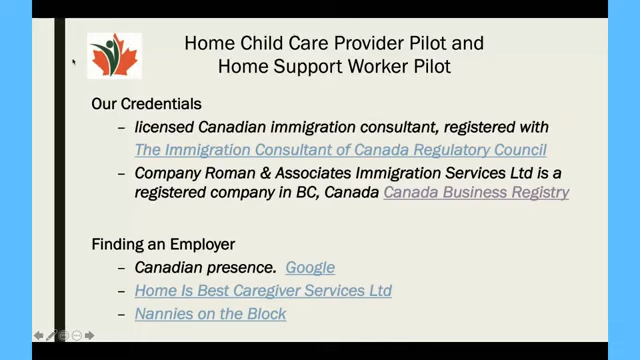 Home Child Care Provider Pilot and
Home Support Worker Pilot
Our Credentials
– licensed Canadian immigration consultant, registered with
The Immigration Consultant of Canada Regulatory Council
– Company Roman & Associates Immigration Services Ltd is a
registered company in BC, Canada Canada Business Registry
Finding an Employer
– Canadian presence. Google
– Home Is Best Caregiver Services Ltd
– Nannies on the Block